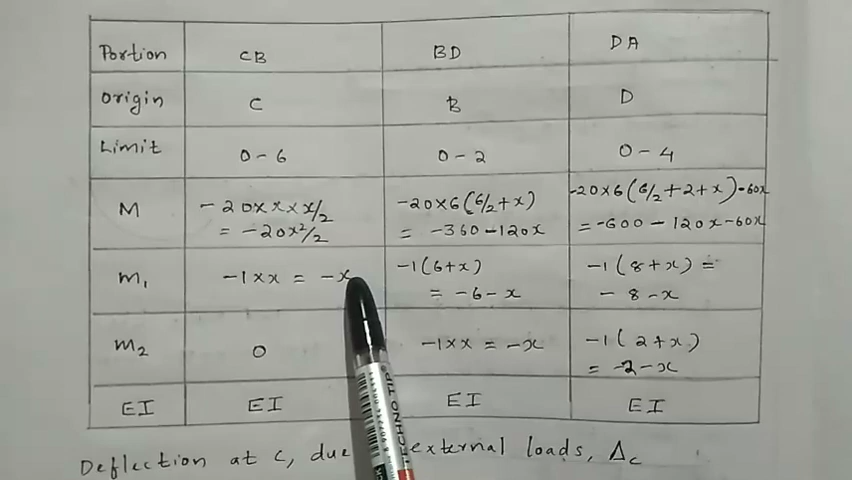 Portion CB BD DA
Origin C B D
Limit 0-6 0-2 0-4
M -20×x×x/2 = -20x²/2 -20×6(6/2+x) = -360-120x -20×6(6/2+2+x)-60x = -600-120x-60x
m₁ -1×x = -x -1(6+x) = -6-x -1(8+x) = -8-x
m₂ 0 -1×x = -x -1(2+x) = -2-x
EI EI EI EI
Deflection at C, due external loads, Δc